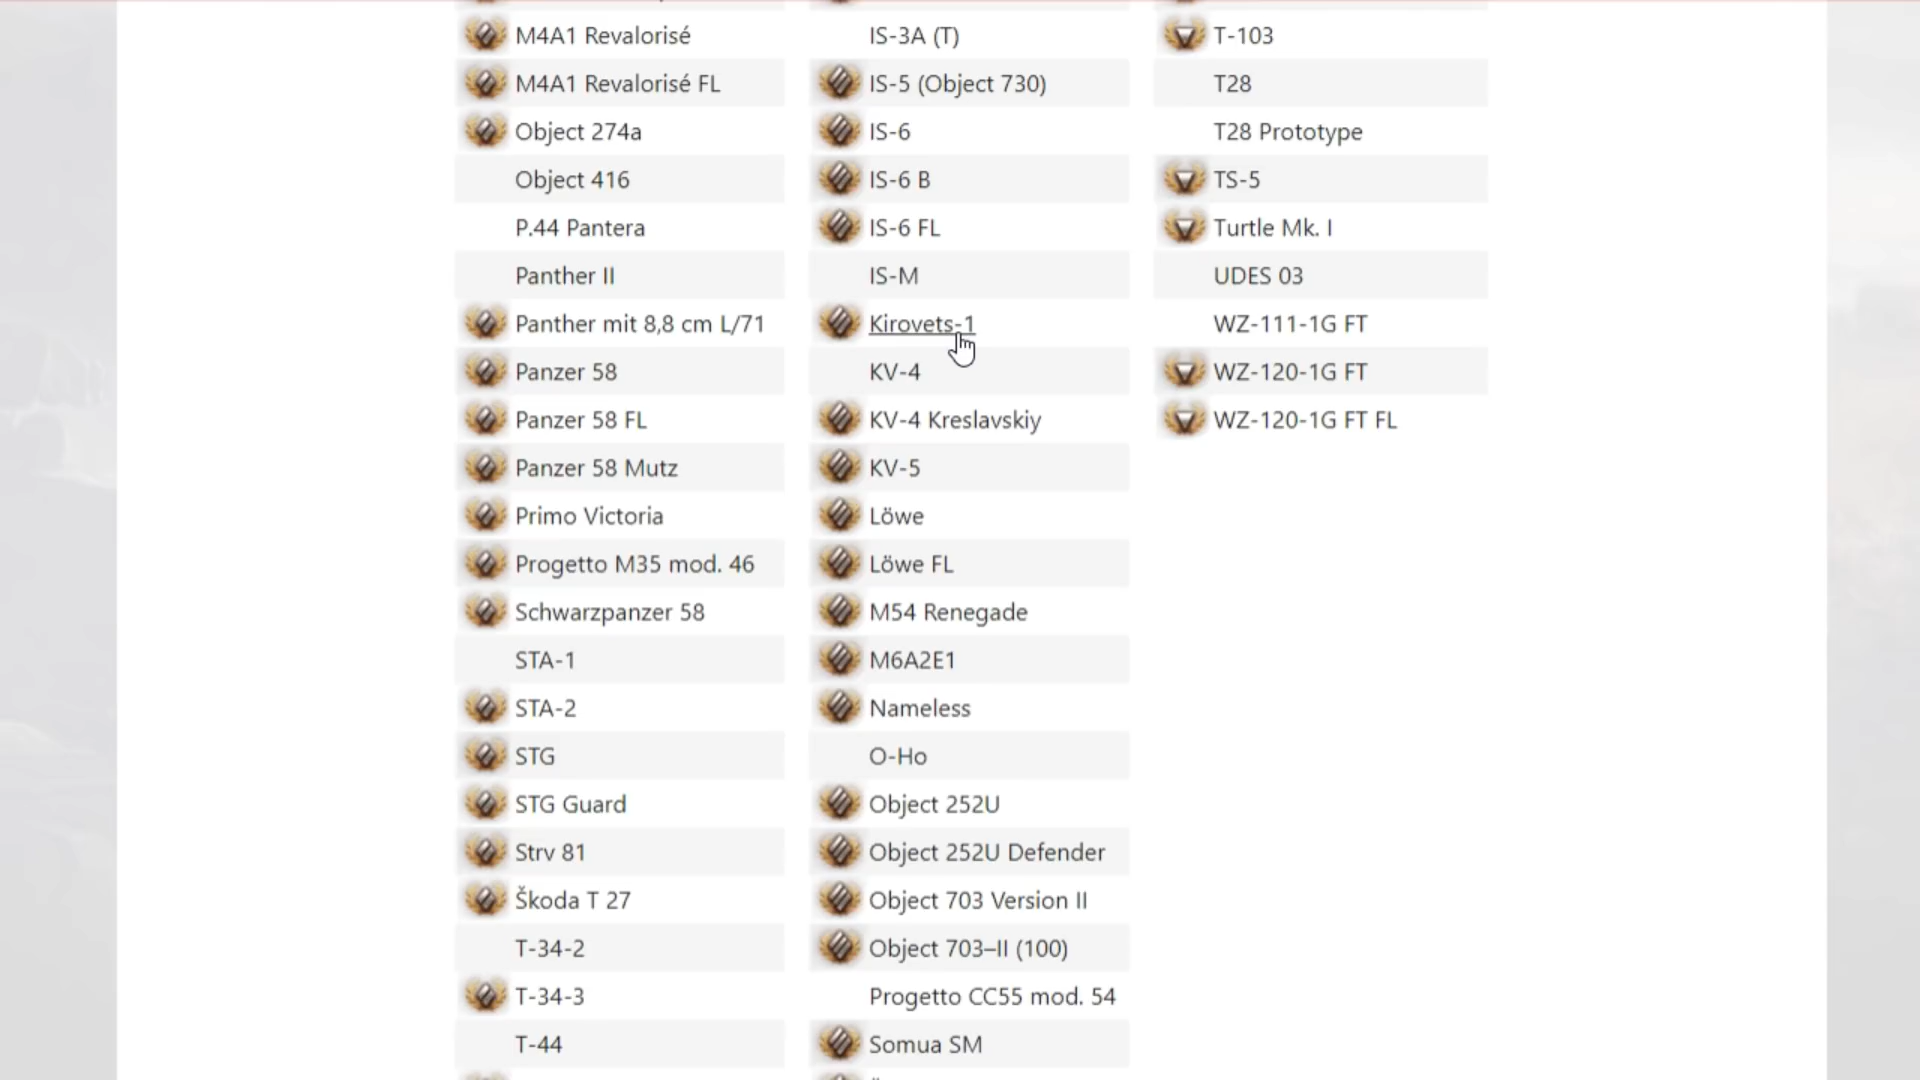 M4A1 Revalorisé
M4A1 Revalorisé FL
Object 274a
Object 416
P.44 Pantera
Panther II
Panther mit 8,8 cm L/71
Panzer 58
Panzer 58 FL
Panzer 58 Mutz
Primo Victoria
Progetto M35 mod. 46
Schwarzpanzer 58
STA-1
STA-2
STG
STG Guard
Strv 81
Škoda T 27
T-34-2
T-34-3
T-44
IS-3A (T)
IS-5 (Object 730)
IS-6
IS-6 B
IS-6 FL
IS-M
Kirovets-1
KV-4
KV-4 Kreslavskiy
KV-5
Löwe
Löwe FL
M54 Renegade
M6A2E1
Nameless
O-Ho
Object 252U
Object 252U Defender
Object 703 Version II
Object 703–II (100)
Progetto CC55 mod. 54
Somua SM
T-103
T28
T28 Prototype
TS-5
Turtle Mk. I
UDES 03
WZ-111-1G FT
WZ-120-1G FT
WZ-120-1G FT FL